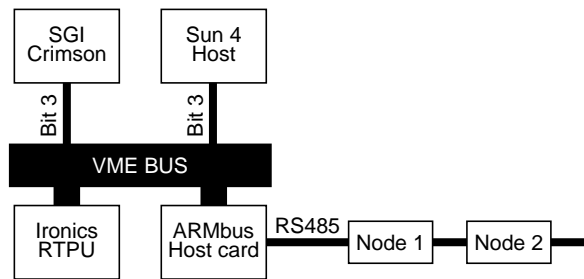 SGI
Crimson
Sun 4
Host
Bit 3
Bit 3
VME BUS
Ironics
RTPU
ARMbus
Host card
RS485
Node 1
Node 2